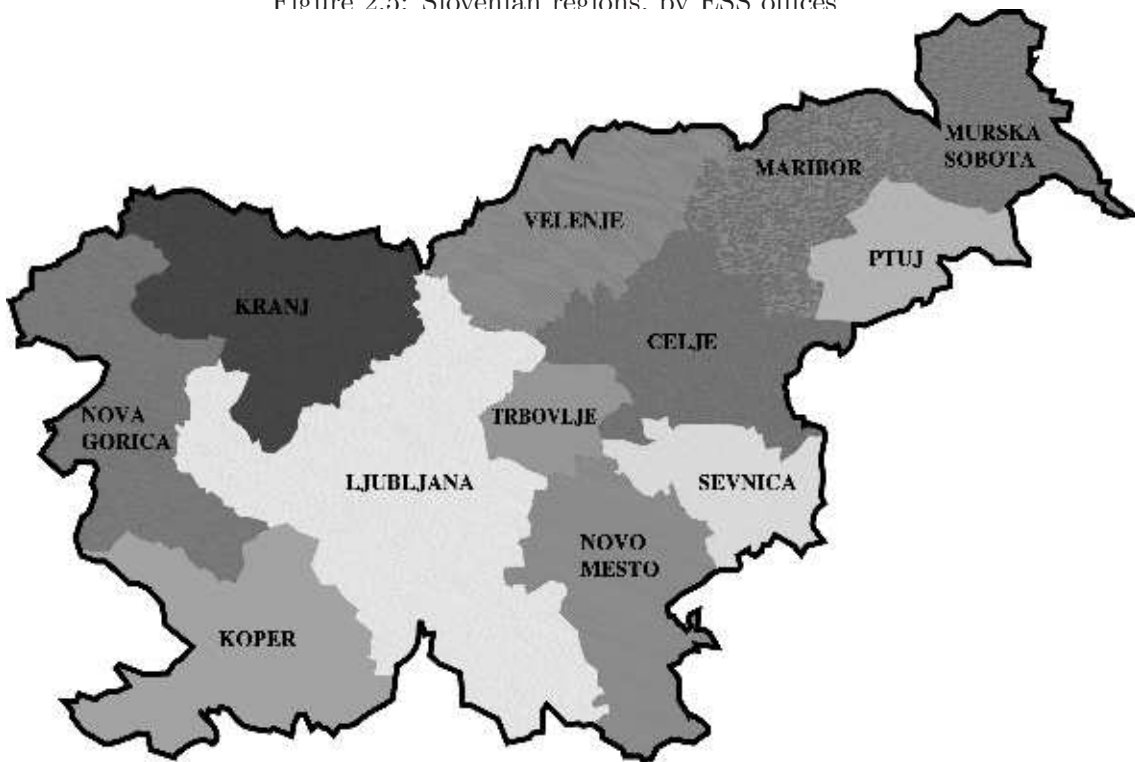 Figure 2.5: Slovenian regions, by ESS offices
MURSKA
SOBOTA
MARIBOR
VELENJE
PTUJ
KRANJ
CELJE
NOVA
GORICA
TRBOVLJE
LJUBLJANA
SEVNICA
NOVO
MESTO
KOPER